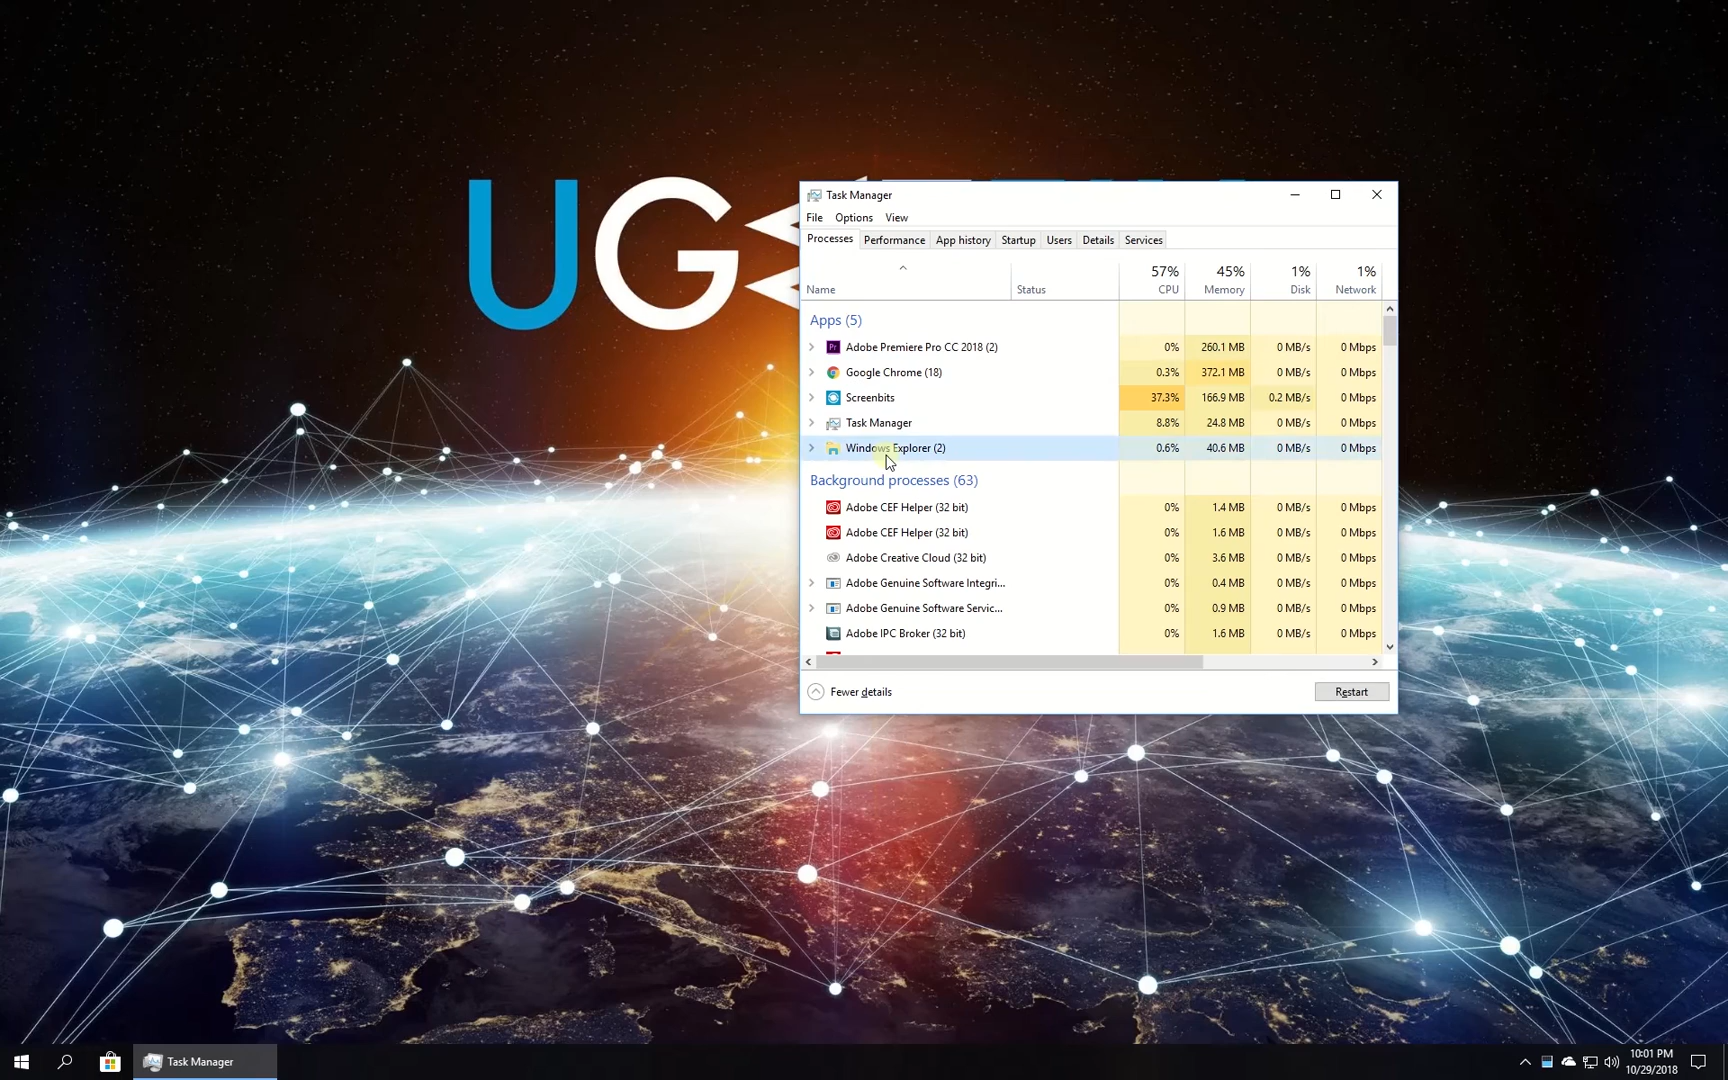 UG
Task Manager
File Options View
Processes Performance App history Startup Users Details Services
57% 45% 1% 1%
Name Status CPU Memory Disk Network
Apps (5)
Adobe Premiere Pro CC 2018 (2) 0% 260.1 MB 0 MB/s 0 Mbps
Google Chrome (18) 0.3% 372.1 MB 0 MB/s 0 Mbps
Screenbits 37.3% 166.9 MB 0.2 MB/s 0 Mbps
Task Manager 8.8% 24.8 MB 0 MB/s 0 Mbps
Windows Explorer (2) 0.6% 40.6 MB 0 MB/s 0 Mbps
Background processes (63)
Adobe CEF Helper (32 bit) 0% 1.4 MB 0 MB/s 0 Mbps
Adobe CEF Helper (32 bit) 0% 1.6 MB 0 MB/s 0 Mbps
Adobe Creative Cloud (32 bit) 0% 3.6 MB 0 MB/s 0 Mbps
Adobe Genuine Software Integri... 0% 0.4 MB 0 MB/s 0 Mbps
Adobe Genuine Software Servic... 0% 0.9 MB 0 MB/s 0 Mbps
Adobe IPC Broker (32 bit) 0% 1.6 MB 0 MB/s 0 Mbps
Fewer details Restart
Task Manager
10:01 PM
10/29/2018